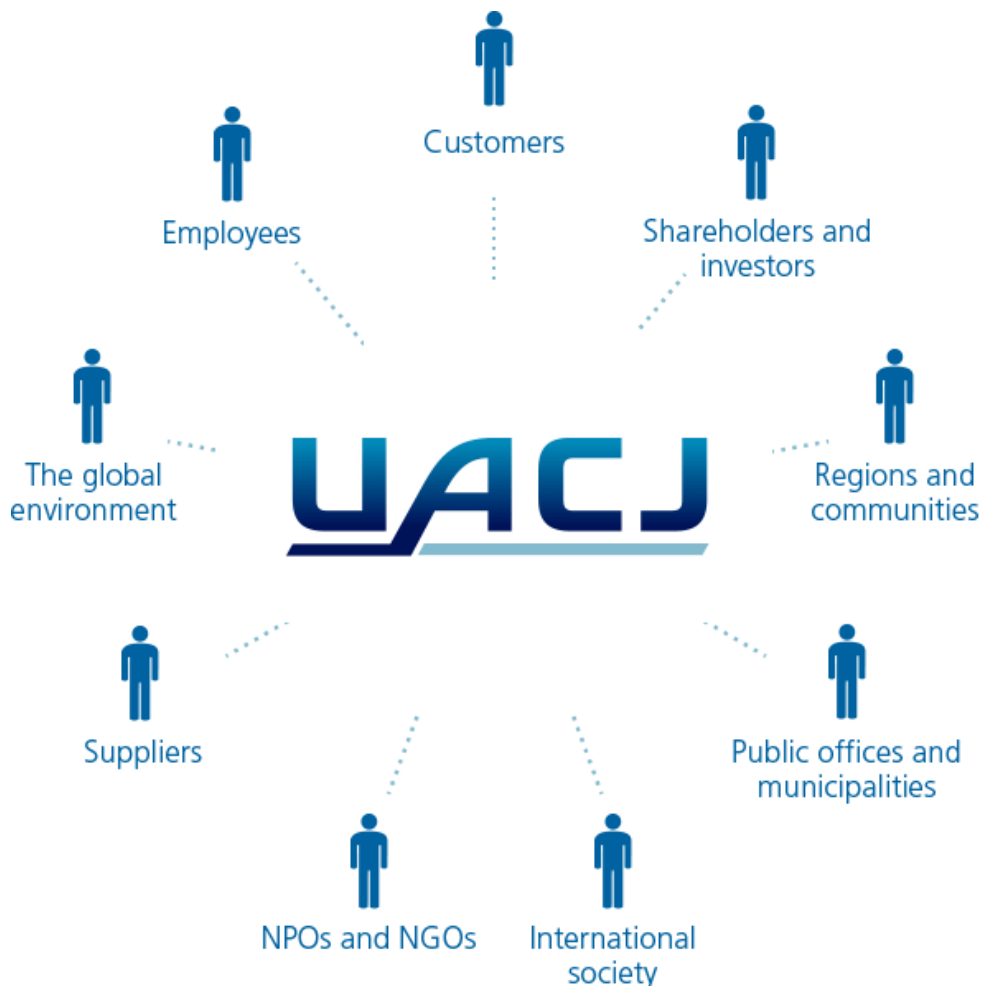 Customers
Employees
Shareholders and
investors
The global
environment
UACJ
Regions and
communities
Suppliers
Public offices and
municipalities
NPOs and NGOs
International
society